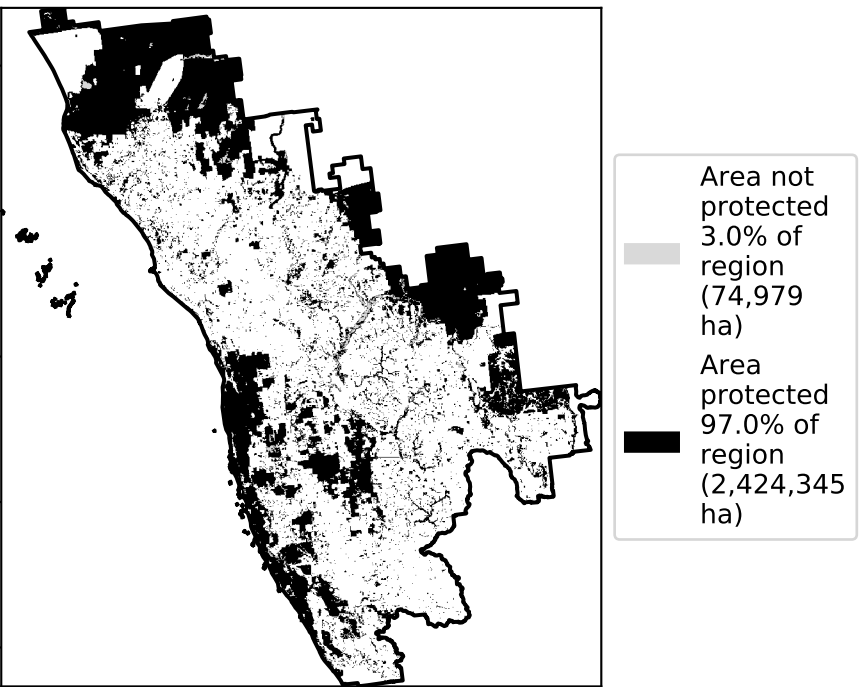 Area not
protected
3.0% of
region
(74,979
ha)
Area
protected
97.0% of
region
(2,424,345
ha)